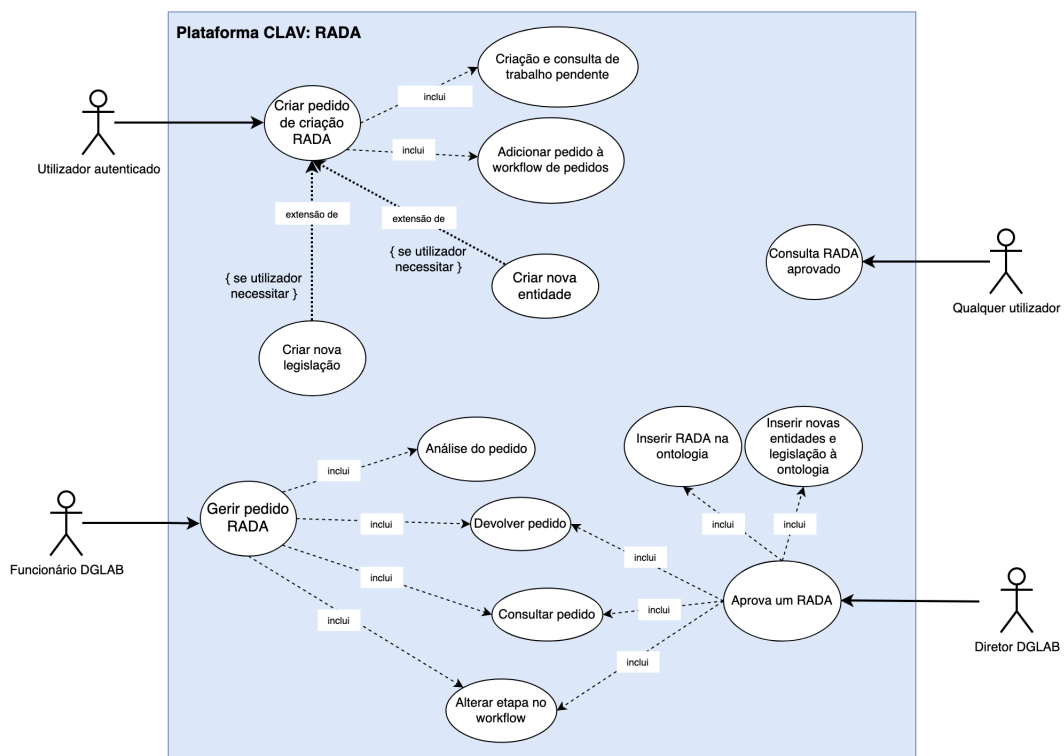 Plataforma CLAV: RADA
Criação e consulta de
trabalho pendente
inclui
Criar pedido
de criação
RADA
Utilizador autenticado
inclui
Adicionar pedido à
workflow de pedidos
extensão de
extensão de
{ se utilizador
necessitar }
{ se utilizador
necessitar }
Criar nova
entidade
Consulta RADA
aprovado
Qualquer utilizador
Criar nova
legislação
Análise do pedido
inclui
Inserir RADA na
ontologia
Inserir novas
entidades e
legislação à
ontologia
Gerir pedido
RADA
Funcionário DGLAB
inclui
Devolver pedido
inclui
inclui
inclui
inclui
Consultar pedido
inclui
Aprova um RADA
Diretor DGLAB
inclui
inclui
Alterar etapa no
workflow